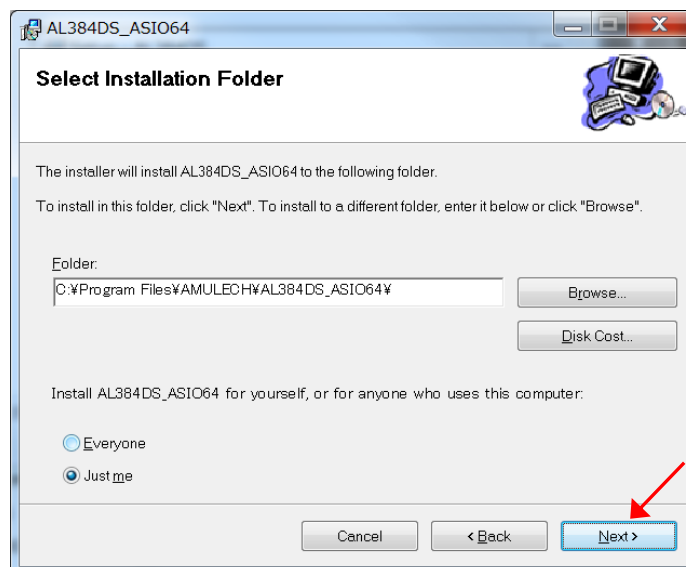 AL384DS_ASIO64
Select Installation Folder
The installer will install AL384DS_ASIO64 to the following folder.
To install in this folder, click "Next". To install to a different folder, enter it below or click "Browse".
Folder:
C:¥Program Files¥AMULECH¥AL384DS_ASIO64¥
Browse...
Disk Cost...
Install AL384DS_ASIO64 for yourself, or for anyone who uses this computer:
Everyone
Just me
Cancel
< Back
Next >